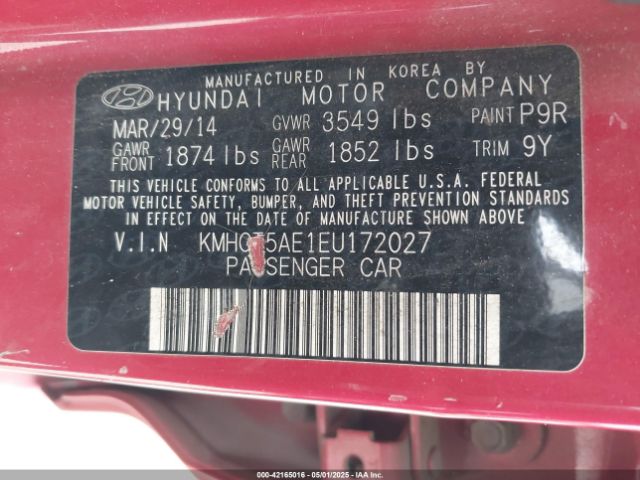 MANUFACTURED IN KOREA BY
HYUNDAI MOTOR COMPANY
MAR/29/14 GVWR 3549 lbs PAINT P9R
GAWR FRONT 1874 lbs GAWR REAR 1852 lbs TRIM 9Y
THIS VEHICLE CONFORMS TO ALL APPLICABLE U.S.A. FEDERAL
MOTOR VEHICLE SAFETY, BUMPER, AND THEFT PREVENTION STANDARDS
IN EFFECT ON THE DATE OF MANUFACTURE SHOWN ABOVE.
V.I.N KMHCT5AE1EU172027
PASSENGER CAR
000-42165016 - 05/01/2025 - IAA Inc.